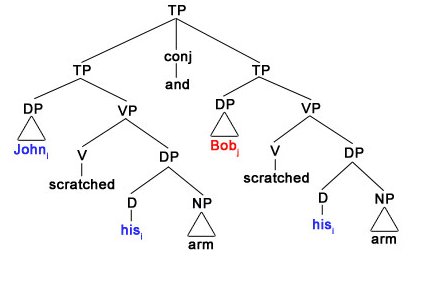 TP
TP conj TP
and
DP VP DP VP
John i V DP Bob j V DP
scratched scratched
D NP D NP
his i arm his i arm